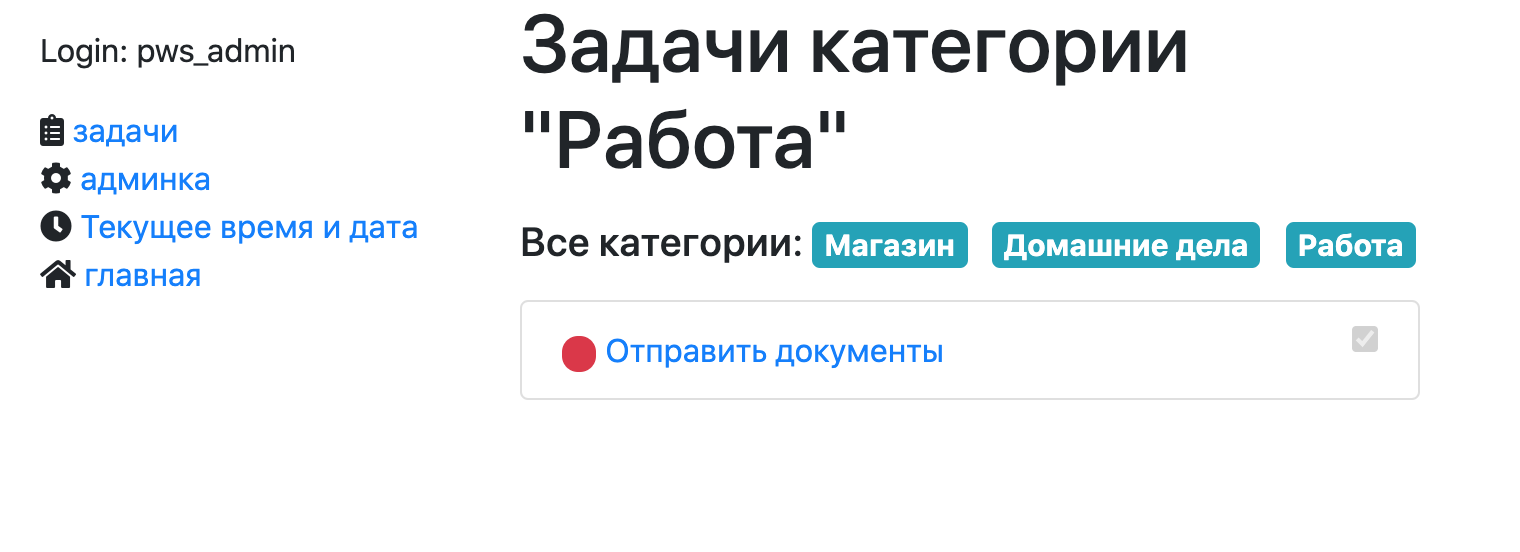 Login: pws_admin
задачи
админка
Текущее время и дата
главная
Задачи категории
"Работа"
Все категории: Магазин Домашние дела Работа
Отправить документы